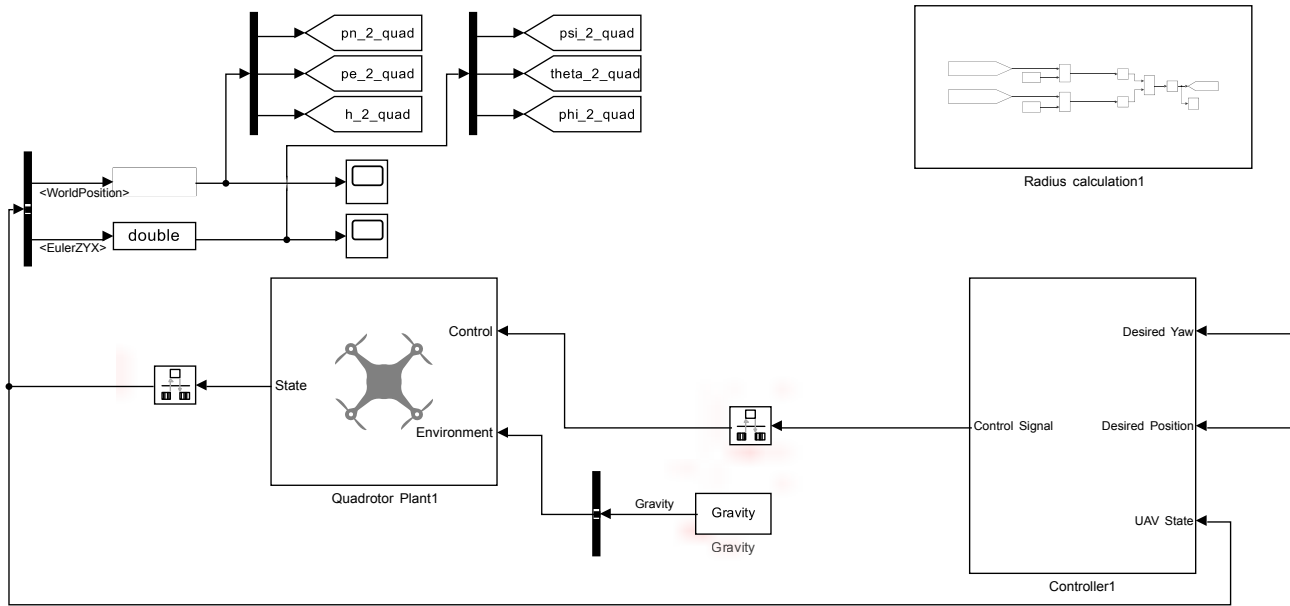 pn_2_quad
pe_2_quad
h_2_quad
psi_2_quad
theta_2_quad
phi_2_quad
Radius calculation1
<WorldPosition>
double
<EulerZYX>
Control
State
Environment
Quadrotor Plant1
Gravity
Gravity
Gravity
Desired Yaw
Control Signal
Desired Position
UAV State
Controller1